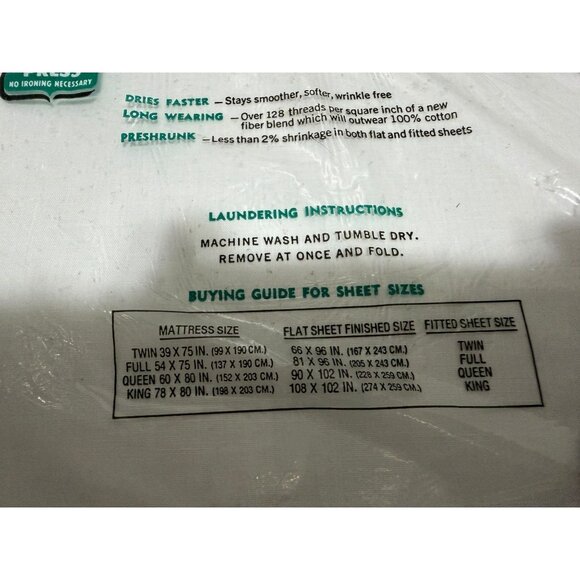 PRESS
NO IRONING NECESSARY
DRIES FASTER – Stays smoother, softer, wrinkle free
LONG WEARING – Over 128 threads per square inch of a new
fiber blend which will outwear 100% cotton
PRESHRUNK – Less than 2% shrinkage in both flat and fitted sheets
LAUNDERING INSTRUCTIONS
MACHINE WASH AND TUMBLE DRY.
REMOVE AT ONCE AND FOLD.
BUYING GUIDE FOR SHEET SIZES
MATTRESS SIZE FLAT SHEET FINISHED SIZE FITTED SHEET SIZE
TWIN 39 X 75 IN. (99 X 190 CM.) 66 X 96 IN. (167 X 243 CM.) TWIN
FULL 54 X 75 IN. (137 X 190 CM.) 81 X 96 IN. (205 X 243 CM.) FULL
QUEEN 60 X 80 IN. (152 X 203 CM.) 90 X 102 IN. (228 X 259 CM.) QUEEN
KING 78 X 80 IN. (198 X 203 CM.) 108 X 102 IN. (274 X 259 CM.) KING